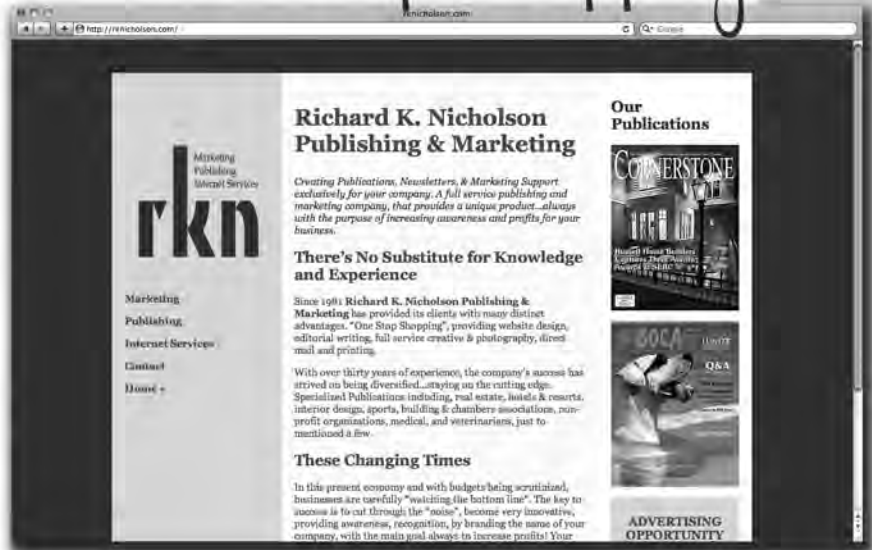 rknicholson.com/
http://rknicholson.com/
Google
Marketing
Publishing
Internet Services
rkn
Marketing
Publishing
Internet Services
Contact
Home +
Richard K. Nicholson
Publishing & Marketing
Creating Publications, Newsletters, & Marketing Support
exclusively for your company. A full service publishing and
marketing company, that provides a unique product...always
with the purpose of increasing awareness and profits for your
business.
There's No Substitute for Knowledge
and Experience
Since 1981 Richard K. Nicholson Publishing &
Marketing has provided its clients with many distinct
advantages. "One Stop Shopping", providing website design,
editorial writing, full service creative & photography, direct
mail and printing.
With over thirty years of experience, the company's success has
strived on being diversified...staying on the cutting edge.
Specialized Publications including, real estate, hotels & resorts,
interior design, sports, building & chambers associations, non-
profit organizations, medical, and veterinarians, just to
mentioned a few.
These Changing Times
In this present economy and with budgets being scrutinized,
businesses are carefully "watching the bottom line". The key to
success is to cut through the "noise", become very innovative,
providing awareness, recognition, by branding the name of your
company, with the main goal always to increase profits! Your
Our
Publications
CORNERSTONE
BOCA
Q&A
ADVERTISING
OPPORTUNITY